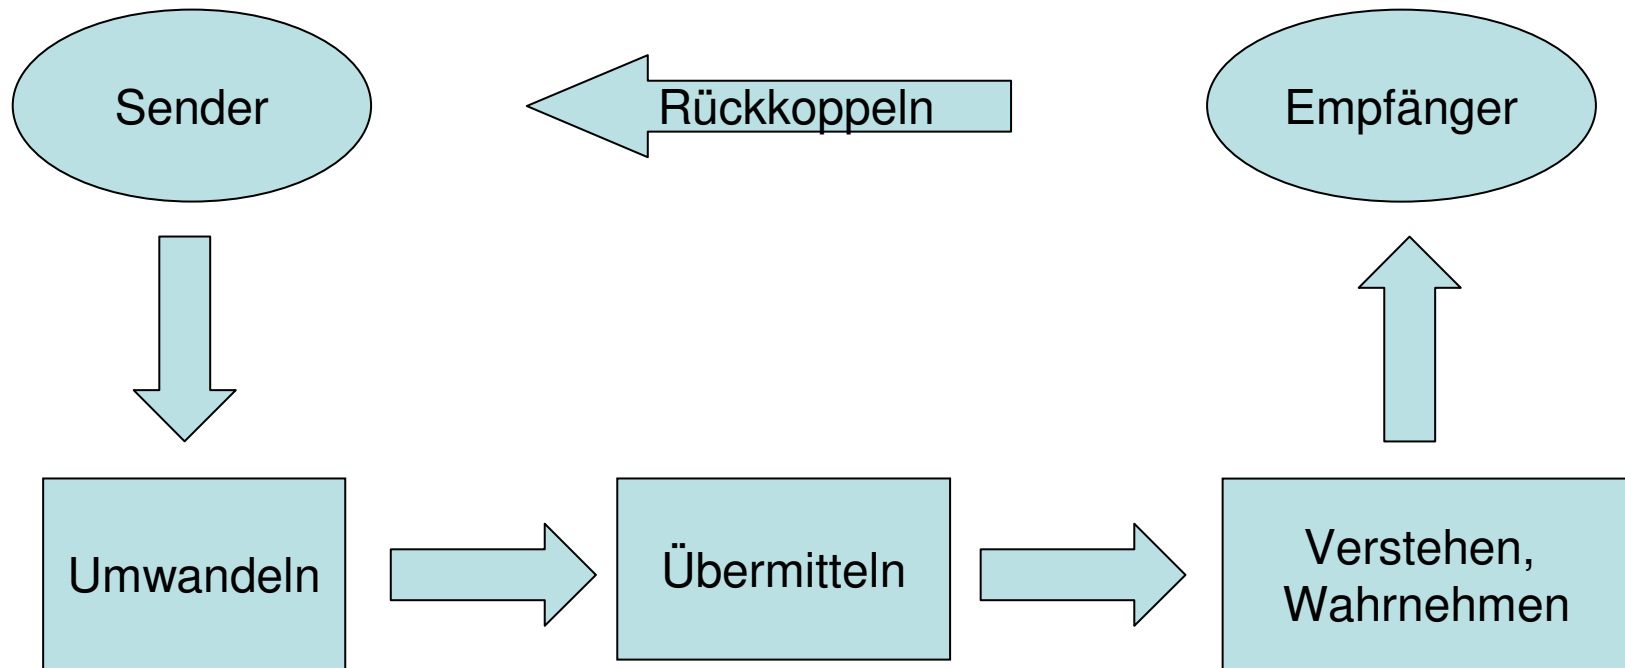 Sender
Rückkoppeln
Empfänger
Umwandeln
Übermitteln
Verstehen,
Wahrnehmen